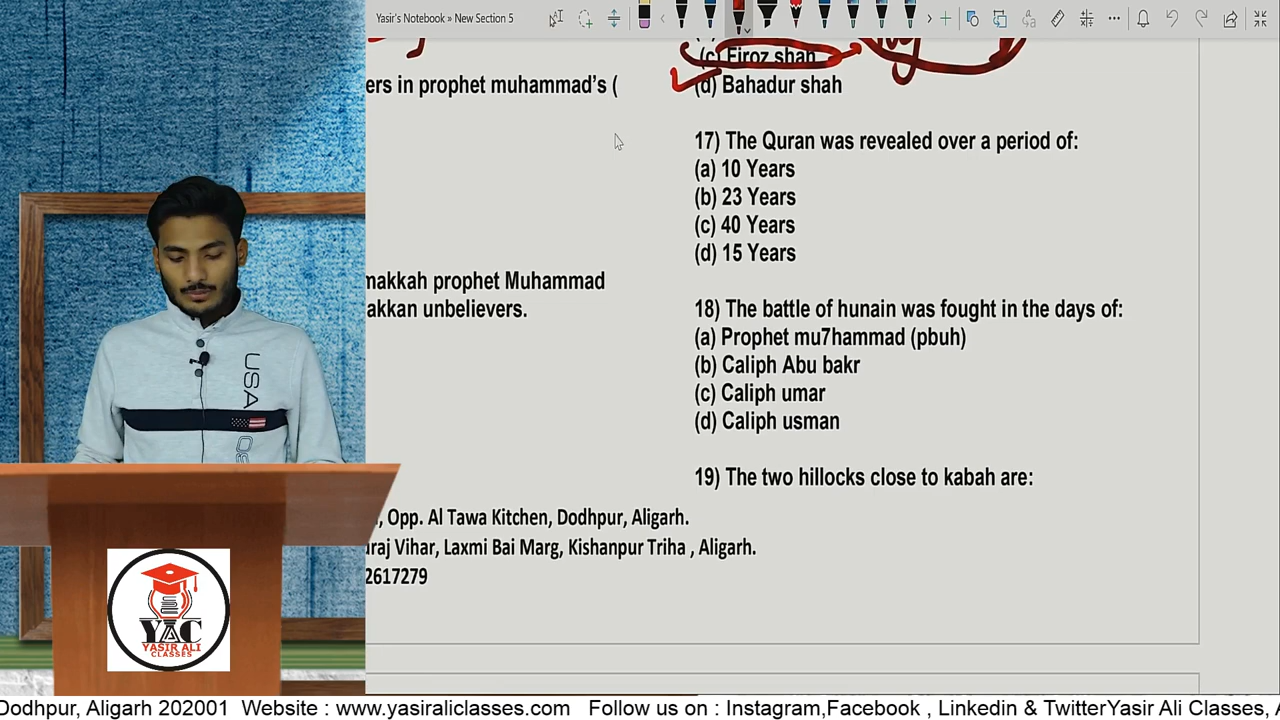 Yasir's Notebook » New Section 5
(c) Firoz shah
ers in prophet muhammad's (
(d) Bahadur shah
17) The Quran was revealed over a period of:
(a) 10 Years
(b) 23 Years
(c) 40 Years
(d) 15 Years
makkah prophet Muhammad
akkan unbelievers.
18) The battle of hunain was fought in the days of:
(a) Prophet mu7hammad (pbuh)
(b) Caliph Abu bakr
(c) Caliph umar
(d) Caliph usman
19) The two hillocks close to kabah are:
, Opp. Al Tawa Kitchen, Dodhpur, Aligarh.
raj Vihar, Laxmi Bai Marg, Kishanpur Triha , Aligarh.
2617279
USA
YAC
YASIR ALI
CLASSES
Dodhpur, Aligarh 202001 Website : www.yasiraliclasses.com Follow us on : Instagram,Facebook , Linkedin & TwitterYasir Ali Classes, A